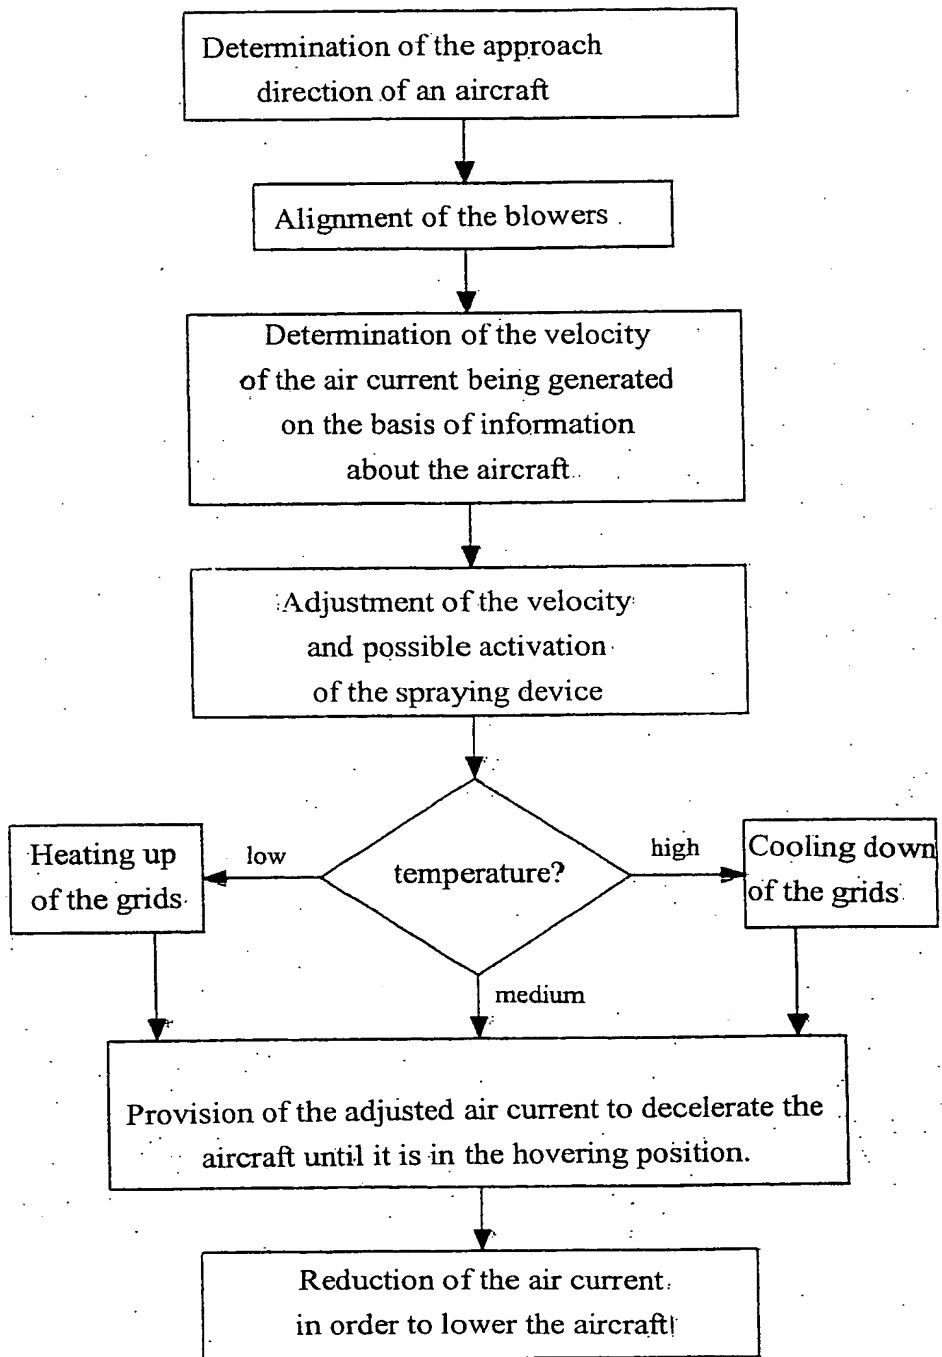 Determination of the approach
direction of an aircraft
Alignment of the blowers
Determination of the velocity
of the air current being generated
on the basis of information
about the aircraft
Adjustment of the velocity
and possible activation
of the spraying device
temperature?
low
high
medium
Heating up
of the grids
Cooling down
of the grids
Provision of the adjusted air current to decelerate the
aircraft until it is in the hovering position.
Reduction of the air current
in order to lower the aircraft